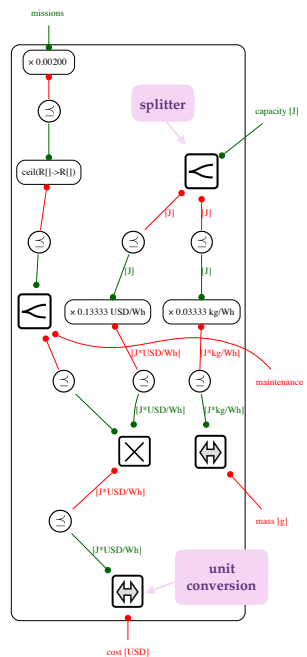 missions
× 0.00200
splitter
capacity [J]
ceil(R[]->R[])
[J]
[J]
[J]
[J]
× 0.13333 USD/Wh
× 0.03333 kg/Wh
[J*USD/Wh]
[J*kg/Wh]
maintenance
[J*USD/Wh]
[J*kg/Wh]
[J*USD/Wh]
mass [g]
[J*USD/Wh]
unit
conversion
cost [USD]